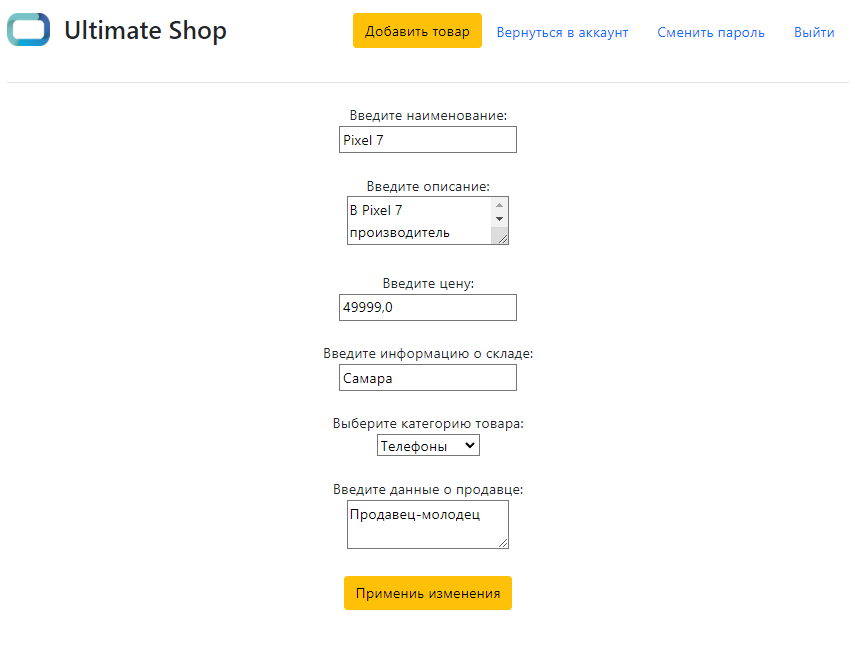 Ultimate Shop
Добавить товар
Вернуться в аккаунт
Сменить пароль
Выйти
Введите наименование:
Pixel 7
Введите описание:
В Pixel 7
производитель
Введите цену:
49999,0
Введите информацию о складе:
Самара
Выберите категорию товара:
Телефоны
Введите данные о продавце:
Продавец-молодец
Примениь изменения